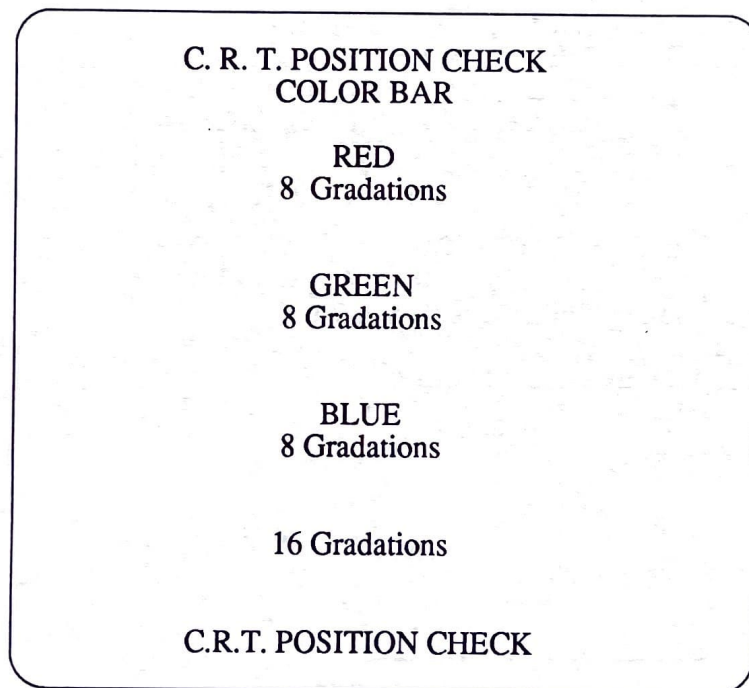 C. R. T. POSITION CHECK
COLOR BAR
RED
8 Gradations
GREEN
8 Gradations
BLUE
8 Gradations
16 Gradations
C.R.T. POSITION CHECK